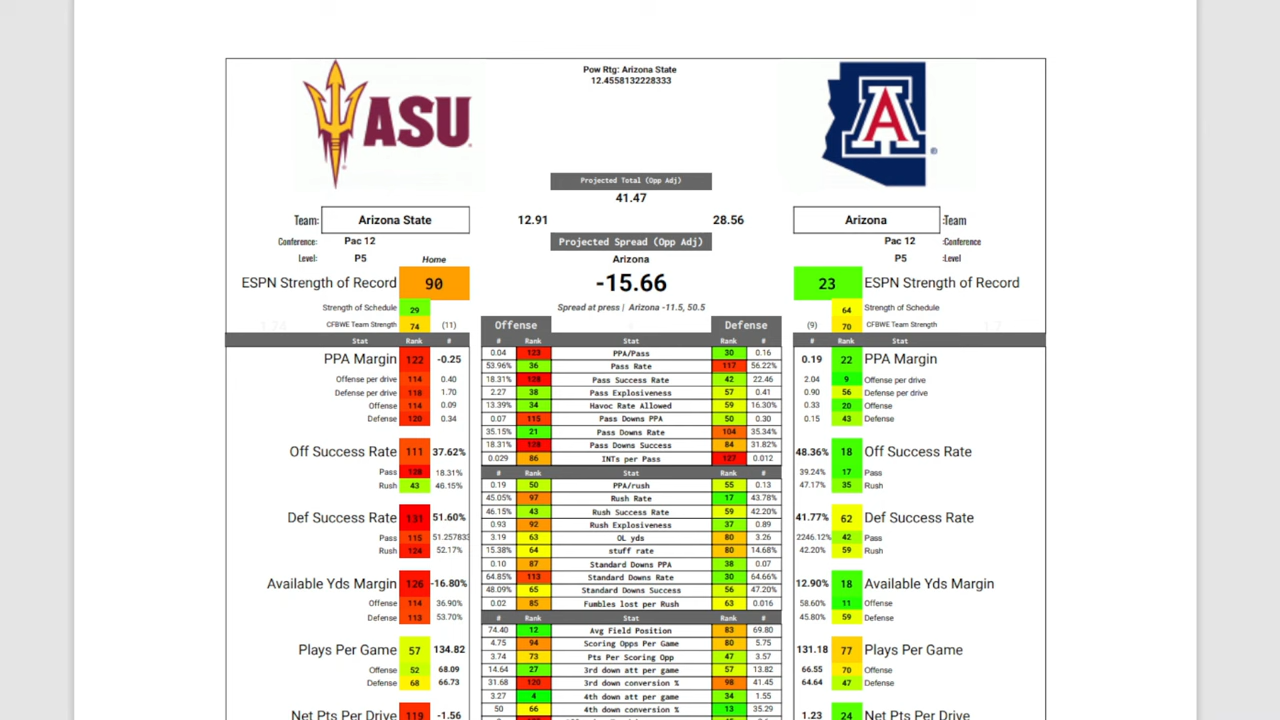 Pow Rtg: Arizona State
12.4558132228333
ASU
A
Projected Total (Opp Adj)
41.47
Team: Arizona State 12.91 28.56 Arizona :Team
Conference: Pac 12 Projected Spread (Opp Adj) Pac 12 :Conference
Level: P5 Home Arizona P5 :Level
ESPN Strength of Record 90 -15.66 23 ESPN Strength of Record
Strength of Schedule 29 Spread at press | Arizona -11.5, 50.5 64 Strength of Schedule
CFBWE Team Strength 74 (11) Offense Defense (9) 70 CFBWE Team Strength
Stat Rank # # Rank Stat Rank # # Rank Stat
PPA Margin 122 -0.25 0.04 123 PPA/Pass 30 0.16 0.19 22 PPA Margin
53.96% 36 Pass Rate 117 56.22%
Offense per drive 114 0.40 18.31% 128 Pass Success Rate 42 22.46 2.04 9 Offense per drive
Defense per drive 118 1.70 2.27 38 Pass Explosiveness 57 0.41 0.90 56 Defense per drive
Offense 114 0.09 13.39% 34 Havoc Rate Allowed 59 16.30% 0.33 20 Offense
Defense 120 0.34 0.07 115 Pass Downs PPA 50 0.30 0.15 43 Defense
35.15% 21 Pass Downs Rate 104 35.34%
Off Success Rate 111 37.62% 18.31% 128 Pass Downs Success 84 31.82% 48.36% 18 Off Success Rate
0.029 86 INTs per Pass 127 0.012
Pass 128 18.31% # Rank Stat Rank # 39.24% 17 Pass
Rush 43 46.15% 0.19 50 PPA/rush 55 0.13 47.17% 35 Rush
45.05% 97 Rush Rate 17 43.78%
Def Success Rate 131 51.60% 46.15% 43 Rush Success Rate 59 42.20% 41.77% 62 Def Success Rate
0.93 92 Rush Explosiveness 37 0.89
Pass 115 51.257833 3.19 63 OL yds 80 3.26 2246.12% 42 Pass
Rush 124 52.17% 15.38% 64 stuff rate 80 14.68% 42.20% 59 Rush
0.10 87 Standard Downs PPA 38 0.07
Available Yds Margin 126 -16.80% 64.85% 113 Standard Downs Rate 30 64.66% 12.90% 18 Available Yds Margin
48.09% 65 Standard Downs Success 56 47.20%
Offense 114 36.90% 0.02 85 Fumbles lost per Rush 63 0.016 58.60% 11 Offense
Defense 113 53.70% # Rank Stat Rank # 45.80% 59 Defense
74.40 12 Avg Field Position 83 69.80
Plays Per Game 57 134.82 4.75 94 Scoring Opps Per Game 80 5.75 131.18 77 Plays Per Game
3.74 73 Pts Per Scoring Opp 47 3.57
Offense 52 68.09 14.64 27 3rd down att per game 57 13.82 66.55 70 Offense
Defense 68 66.73 31.68 120 3rd down conversion % 98 41.45 64.64 47 Defense
3.27 4 4th down att per game 34 1.55
Net Pts Per Drive 119 -1.56 50 66 4th down conversion % 13 35.29 1.23 24 Net Pts Per Drive